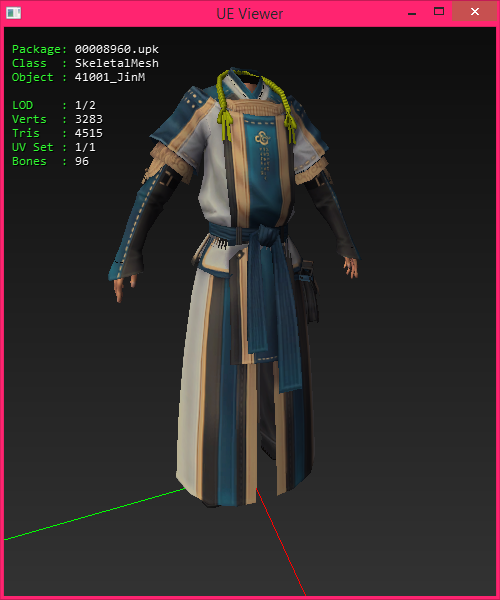 UE Viewer
Package: 00008960.upk
Class  : SkeletalMesh
Object : 41001_JinM
LOD    : 1/2
Verts  : 3283
Tris   : 4515
UV Set : 1/1
Bones  : 96